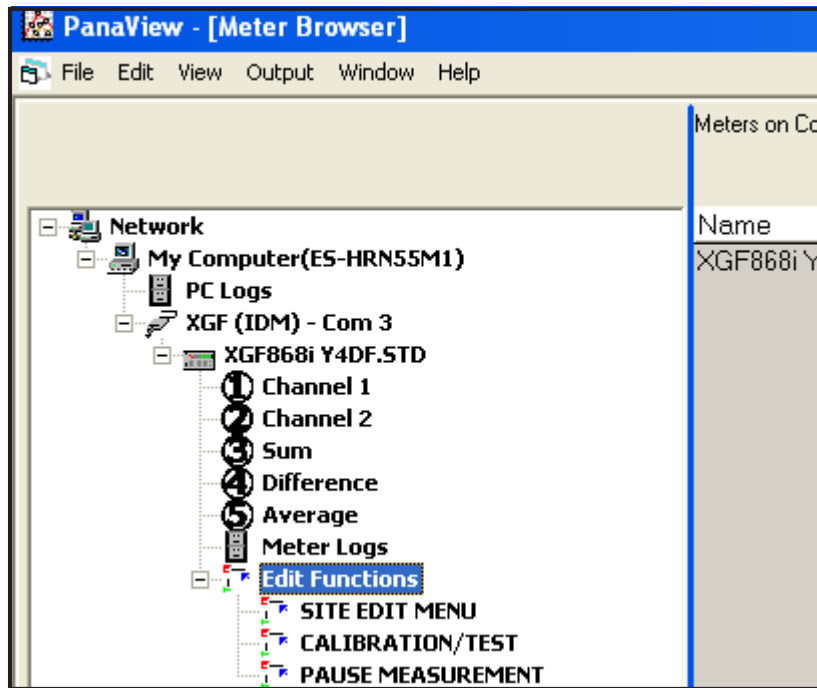 PanaView - [Meter Browser]
File Edit View Output Window Help
Meters on Co
Name
XGF868i Y
Network
My Computer(ES-HRN55M1)
PC Logs
XGF (IDM) - Com 3
XGF868i Y4DF.STD
1 Channel 1
2 Channel 2
3 Sum
4 Difference
5 Average
Meter Logs
Edit Functions
SITE EDIT MENU
CALIBRATION/TEST
PAUSE MEASUREMENT